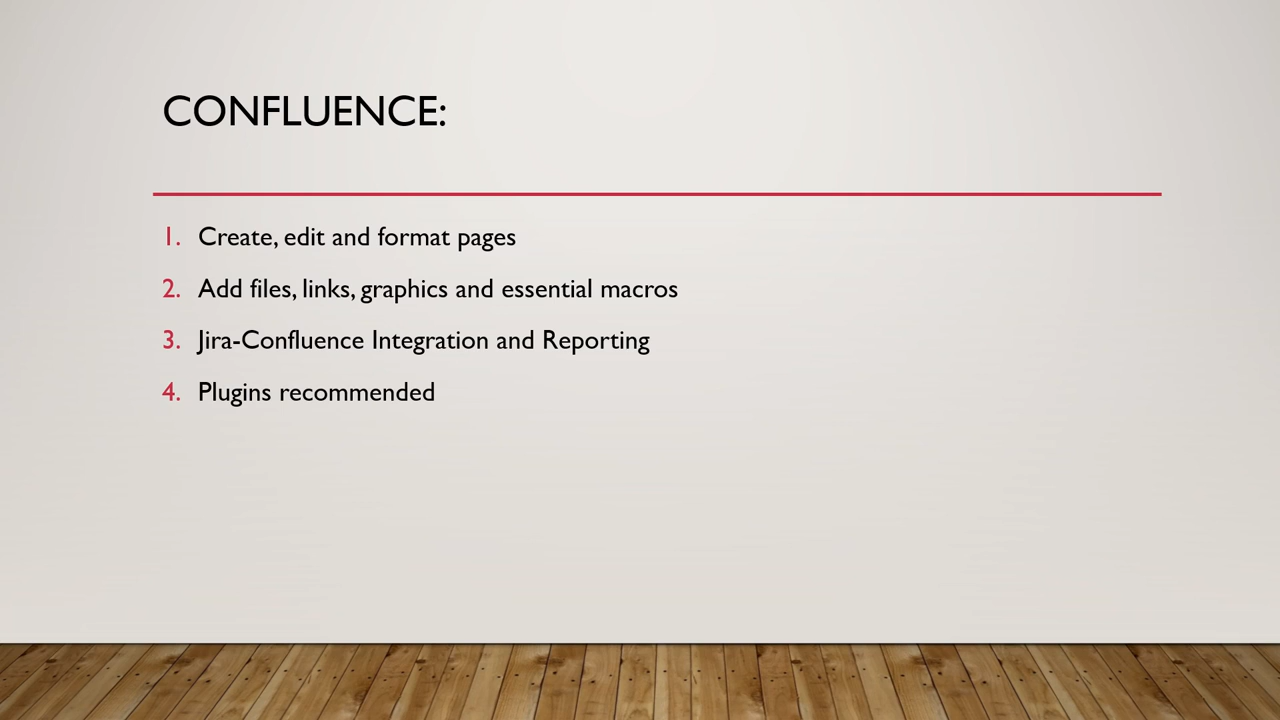 CONFLUENCE:
1. Create, edit and format pages
2. Add files, links, graphics and essential macros
3. Jira-Confluence Integration and Reporting
4. Plugins recommended